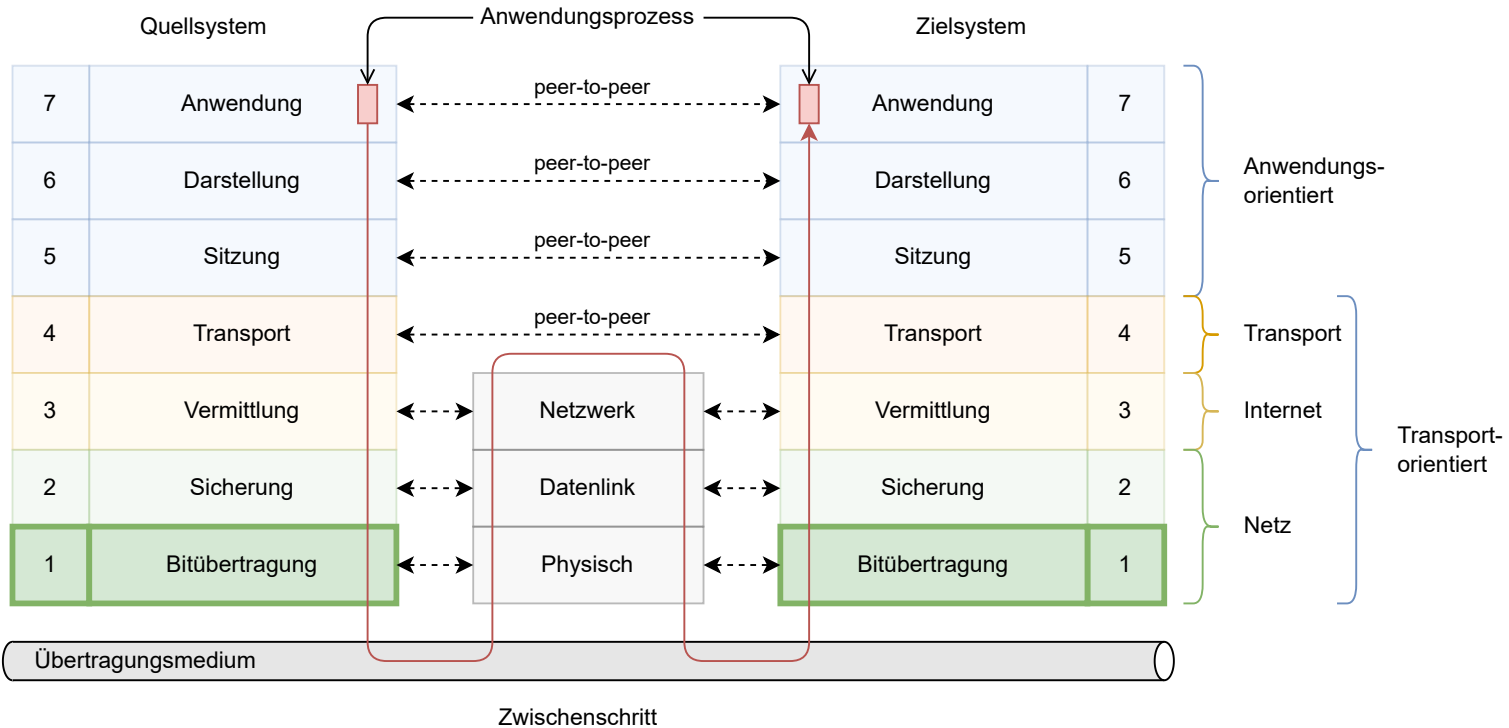 Anwendungsprozess
Quellsystem
Zielsystem
7 Anwendung
peer-to-peer
Anwendung 7
6 Darstellung
peer-to-peer
Darstellung 6
Anwendungs-
orientiert
5 Sitzung
peer-to-peer
Sitzung 5
4 Transport
peer-to-peer
Transport 4
Transport
3 Vermittlung
Netzwerk
Vermittlung 3
Internet
Transport-
orientiert
2 Sicherung
Datenlink
Sicherung 2
Netz
1 Bitübertragung
Physisch
Bitübertragung 1
Übertragungsmedium
Zwischenschritt